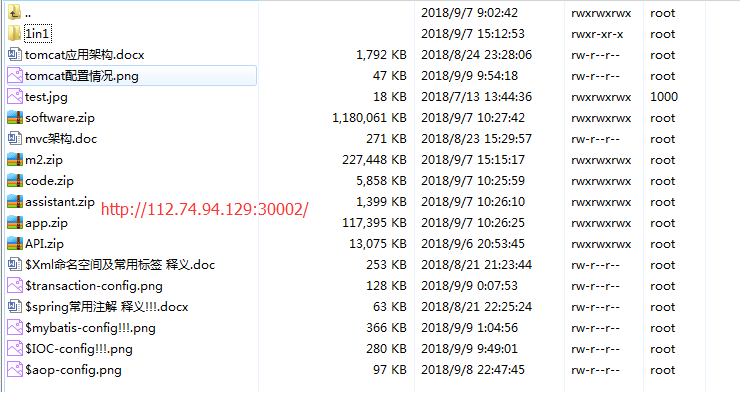 .. 2018/9/7 9:02:42 rwxrwxrwx root
1in1 2018/9/7 15:12:53 rwxr-xr-x root
tomcat应用架构.docx 1,792 KB 2018/8/24 23:28:06 rw-r--r-- root
tomcat配置情况.png 47 KB 2018/9/9 9:54:18 rw-r--r-- root
test.jpg 18 KB 2018/7/13 13:44:36 rwxrwxrwx 1000
software.zip 1,180,061 KB 2018/9/7 10:27:42 rwxrwxrwx root
mvc架构.doc 271 KB 2018/8/23 15:29:57 rw-r--r-- root
m2.zip 227,448 KB 2018/9/7 15:15:17 rwxrwxrwx root
code.zip 5,858 KB 2018/9/7 10:25:59 rwxrwxrwx root
assistant.zip 1,399 KB 2018/9/7 10:26:10 rwxrwxrwx root
http://112.74.94.129:30002/
app.zip 117,395 KB 2018/9/7 10:26:25 rwxrwxrwx root
API.zip 13,075 KB 2018/9/6 20:53:45 rwxrwxrwx root
$Xml命名空间及常用标签 释义.doc 253 KB 2018/8/21 21:23:44 rw-r--r-- root
$transaction-config.png 128 KB 2018/9/9 0:07:53 rw-r--r-- root
$spring常用注解 释义!!!.docx 63 KB 2018/8/21 22:25:24 rw-r--r-- root
$mybatis-config!!!.png 366 KB 2018/9/9 1:04:56 rw-r--r-- root
$IOC-config!!!.png 280 KB 2018/9/9 9:49:01 rw-r--r-- root
$aop-config.png 97 KB 2018/9/8 22:47:45 rw-r--r-- root